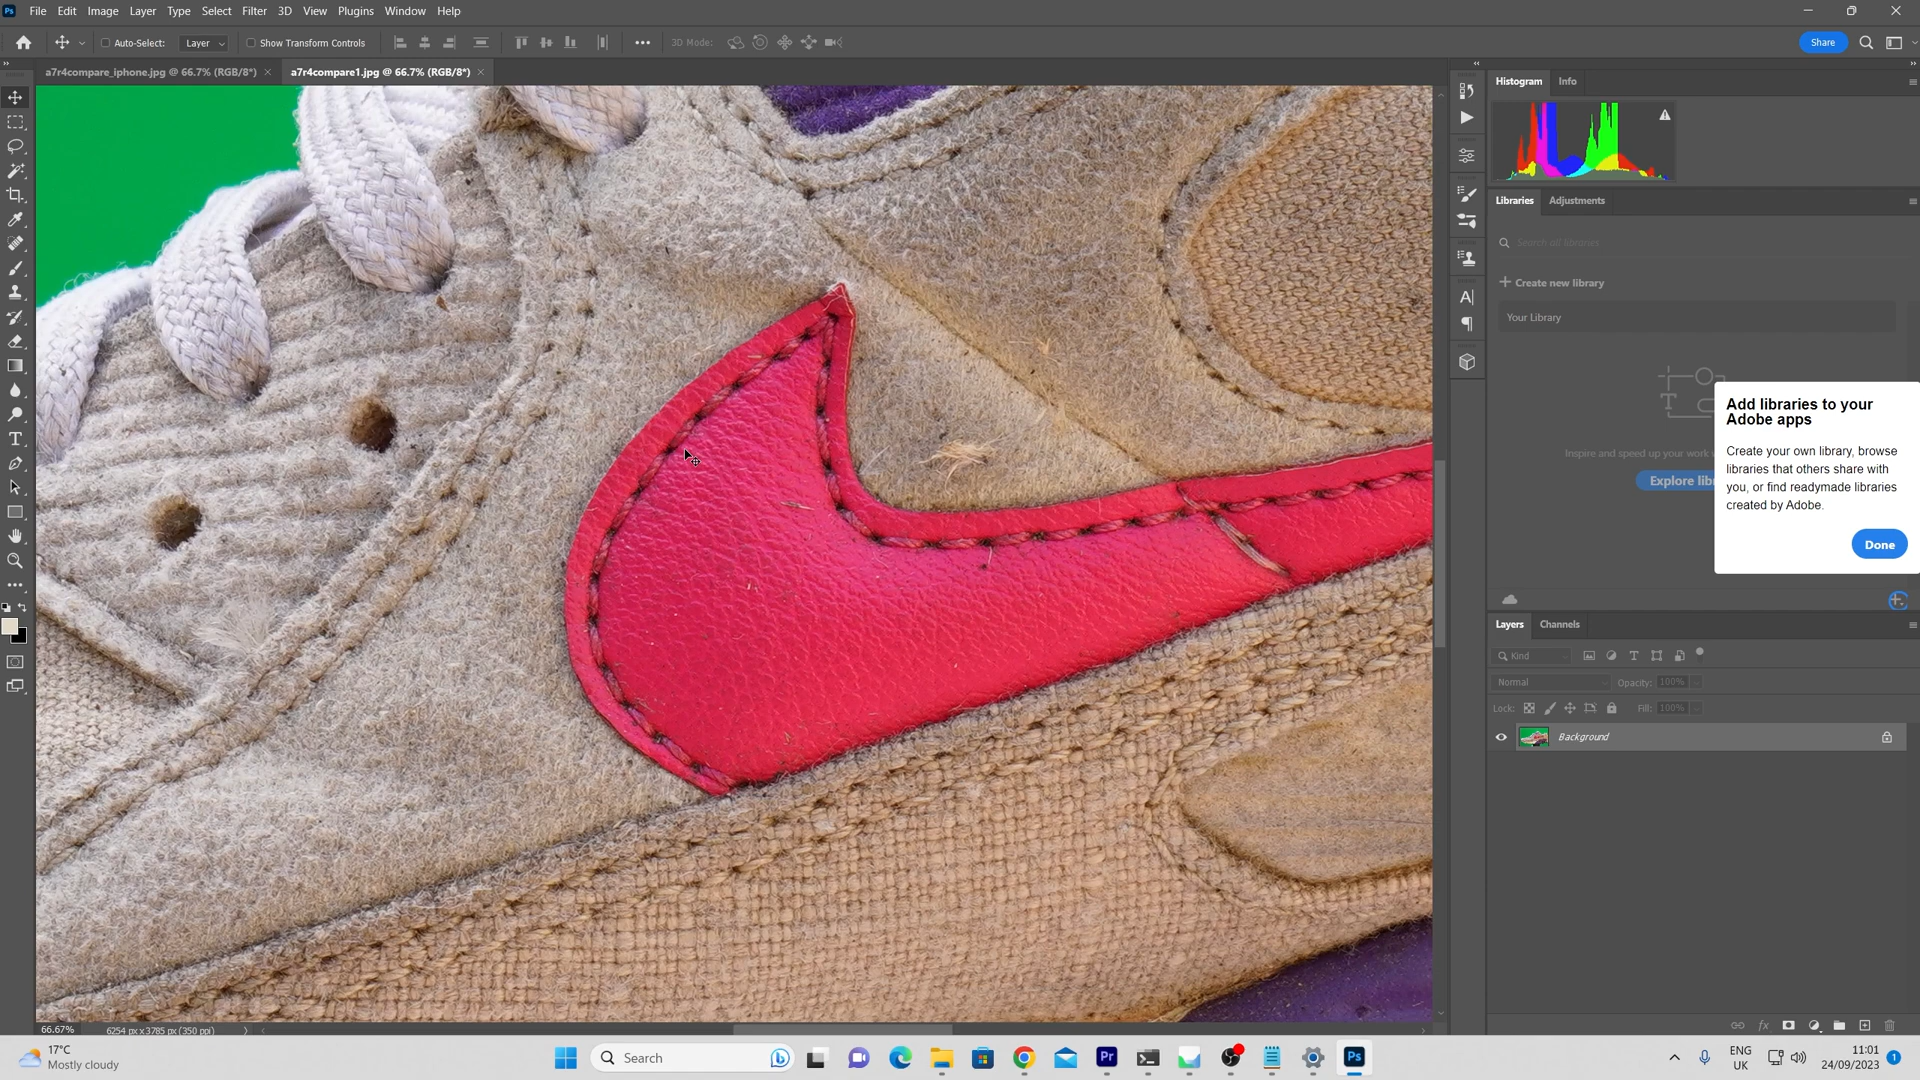 Ps File Edit Image Layer Type Select Filter 3D View Plugins Window Help
Auto-Select: Layer Show Transform Controls 3D Mode: Share
a7r4compare_iphone.jpg @ 66.7% (RGB/8*) a7r4compare1.jpg @ 66.7% (RGB/8*)
Histogram Info
Libraries Adjustments
Search all libraries
Create new library
Your Library
Inspire and speed up your work
Explore lib
Add libraries to your
Adobe apps
Create your own library, browse
libraries that others share with
you, or find readymade libraries
created by Adobe.
Done
Layers Channels
Kind
Normal Opacity: 100%
Lock: Fill: 100%
Background
66.67% 6254 px x 3785 px (350 ppi)
17°C
Mostly cloudy
Search
Pr
Ps
ENG
UK
11:01
24/09/2023
1